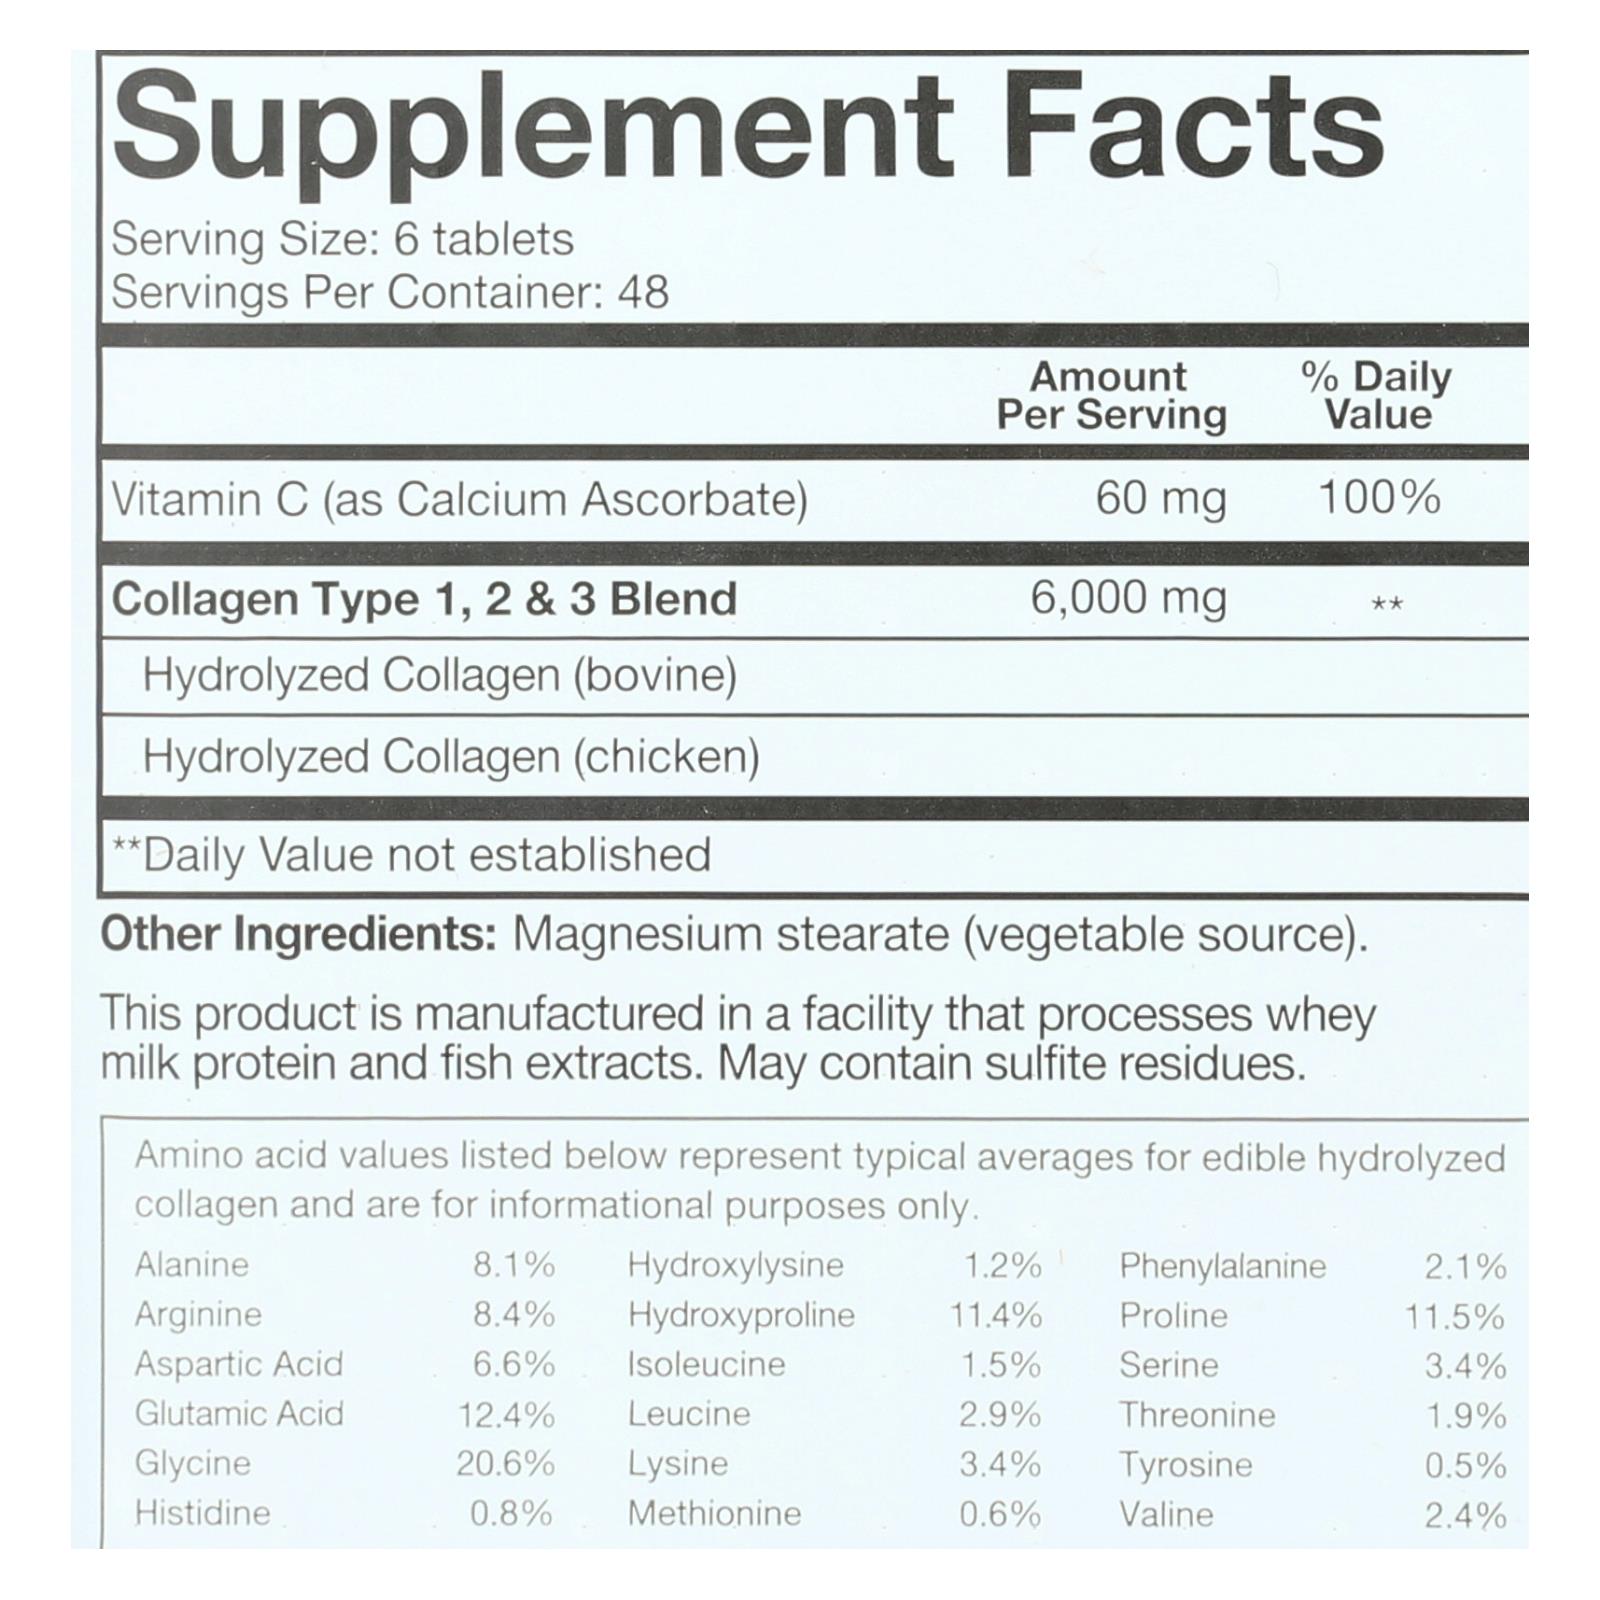 Supplement Facts
Serving Size: 6 tablets
Servings Per Container: 48
Amount Per Serving % Daily Value
Vitamin C (as Calcium Ascorbate) 60 mg 100%
Collagen Type 1, 2 & 3 Blend 6,000 mg **
Hydrolyzed Collagen (bovine)
Hydrolyzed Collagen (chicken)
**Daily Value not established
Other Ingredients: Magnesium stearate (vegetable source).
This product is manufactured in a facility that processes whey
milk protein and fish extracts. May contain sulfite residues.
Amino acid values listed below represent typical averages for edible hydrolyzed
collagen and are for informational purposes only.
Alanine 8.1% Hydroxylysine 1.2% Phenylalanine 2.1%
Arginine 8.4% Hydroxyproline 11.4% Proline 11.5%
Aspartic Acid 6.6% Isoleucine 1.5% Serine 3.4%
Glutamic Acid 12.4% Leucine 2.9% Threonine 1.9%
Glycine 20.6% Lysine 3.4% Tyrosine 0.5%
Histidine 0.8% Methionine 0.6% Valine 2.4%